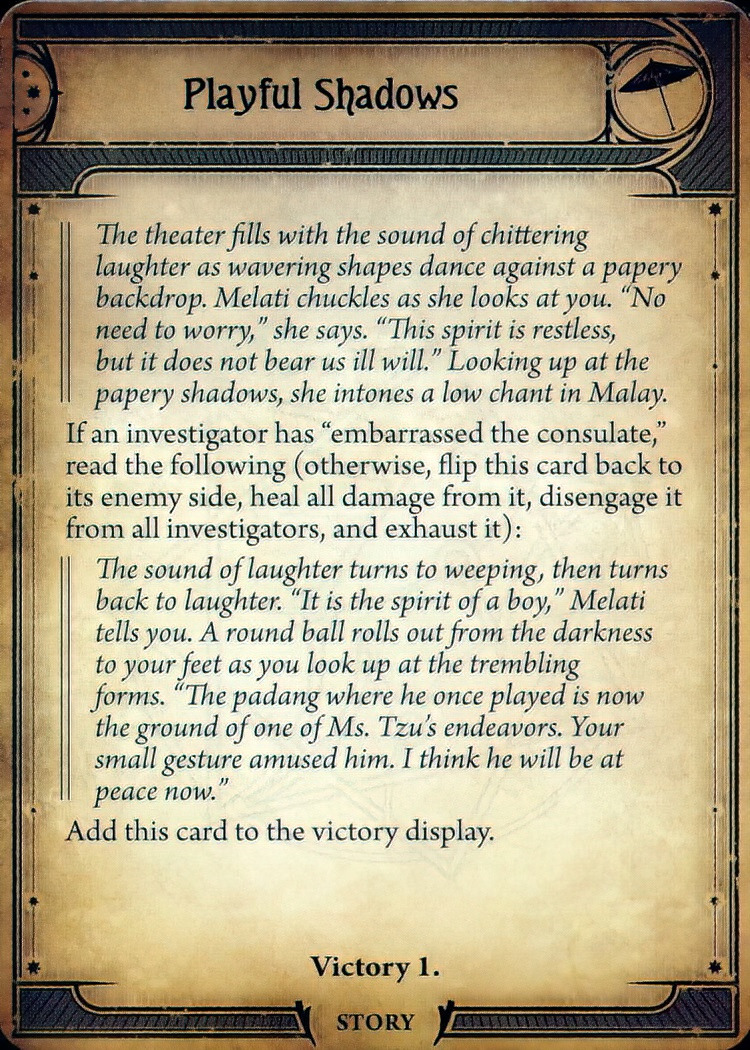 Playful Shadows
The theater fills with the sound of chittering
laughter as wavering shapes dance against a papery
backdrop. Melati chuckles as she looks at you. “No
need to worry,” she says. “This spirit is restless,
but it does not bear us ill will.” Looking up at the
papery shadows, she intones a low chant in Malay.
If an investigator has “embarrassed the consulate,”
read the following (otherwise, flip this card back to
its enemy side, heal all damage from it, disengage it
from all investigators, and exhaust it):
The sound of laughter turns to weeping, then turns
back to laughter. “It is the spirit of a boy,” Melati
tells you. A round ball rolls out from the darkness
to your feet as you look up at the trembling
forms. “The padang where he once played is now
the ground of one of Ms. Tzu’s endeavors. Your
small gesture amused him. I think he will be at
peace now.”
Add this card to the victory display.
Victory 1.
STORY